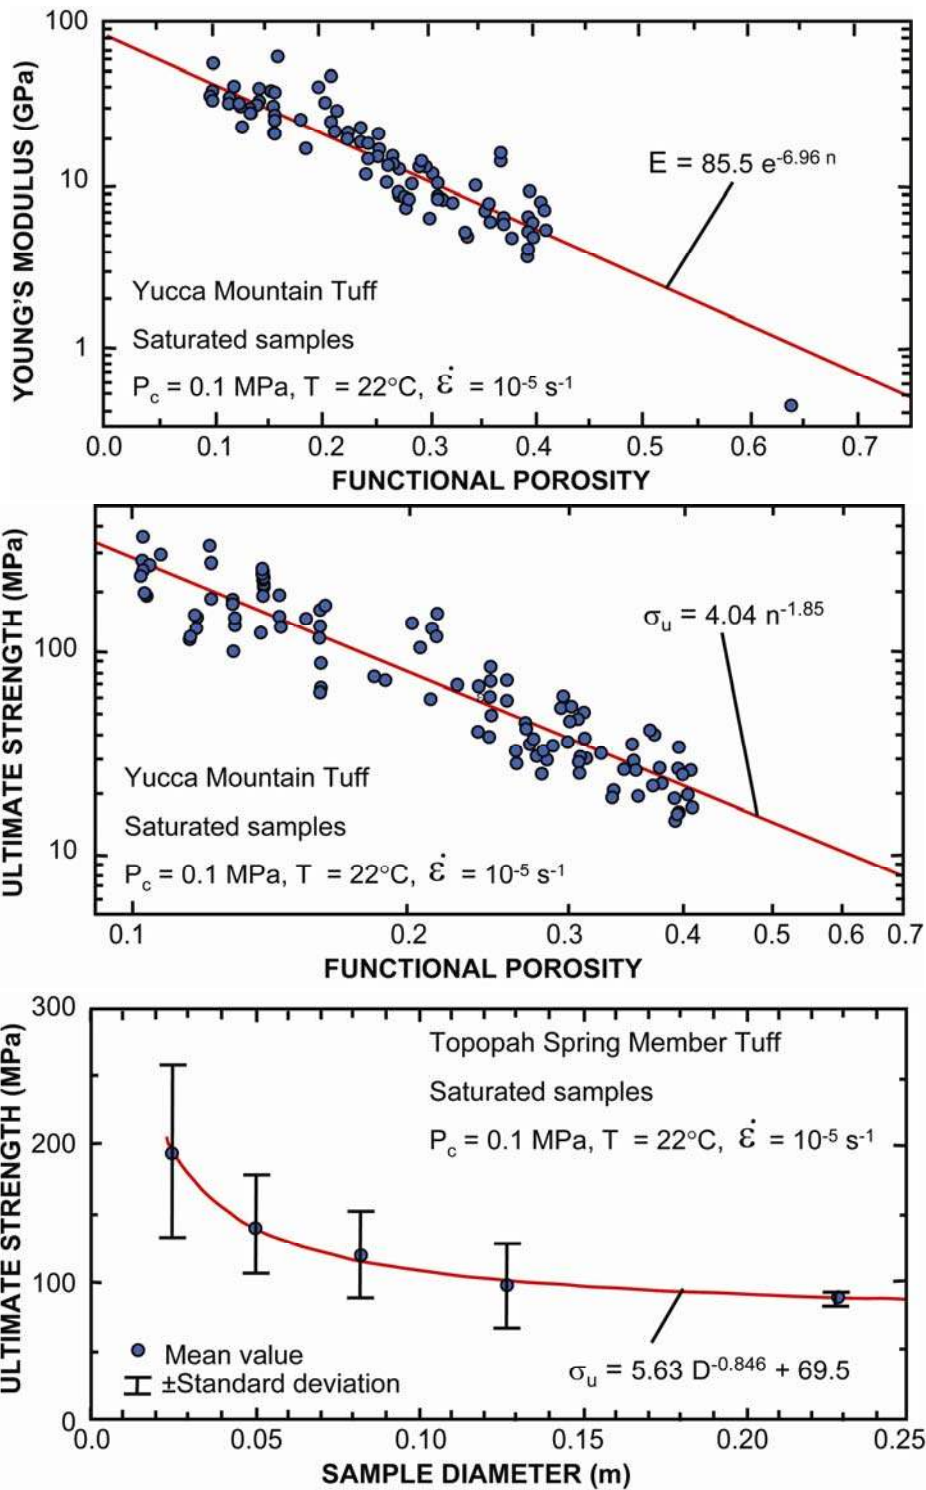 100
10
1
YOUNG'S MODULUS (GPa)
E = 85.5 e-6.96 n
Yucca Mountain Tuff
Saturated samples
Pc = 0.1 MPa, T = 22°C, ε̇ = 10-5 s-1
0.0 0.1 0.2 0.3 0.4 0.5 0.6 0.7
FUNCTIONAL POROSITY
100
10
ULTIMATE STRENGTH (MPa)
σu = 4.04 n-1.85
Yucca Mountain Tuff
Saturated samples
Pc = 0.1 MPa, T = 22°C, ε̇ = 10-5 s-1
0.1 0.2 0.3 0.4 0.5 0.6 0.7
FUNCTIONAL POROSITY
300
200
100
0
ULTIMATE STRENGTH (MPa)
Topopah Spring Member Tuff
Saturated samples
Pc = 0.1 MPa, T = 22°C, ε̇ = 10-5 s-1
Mean value
±Standard deviation
σu = 5.63 D-0.846 + 69.5
0.0 0.05 0.10 0.15 0.20 0.25
SAMPLE DIAMETER (m)